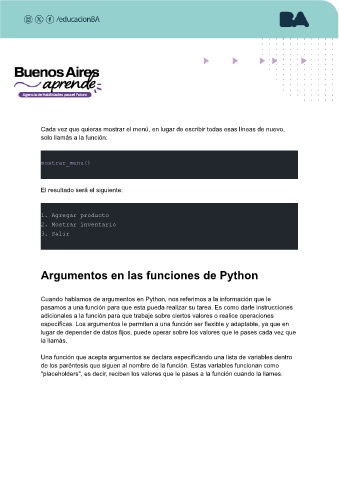 /educacionBA
BA
Buenos Aires
aprende
Agencia de Habilidades para el Futuro
Cada vez que quieras mostrar el menú, en lugar de escribir todas esas líneas de nuevo,
solo llamás a la función:
mostrar_menu()
El resultado será el siguiente:
1. Agregar producto
2. Mostrar inventario
3. Salir
Argumentos en las funciones de Python
Cuando hablamos de argumentos en Python, nos referimos a la información que le
pasamos a una función para que esta pueda realizar su tarea. Es como darle instrucciones
adicionales a la función para que trabaje sobre ciertos valores o realice operaciones
específicas. Los argumentos le permiten a una función ser flexible y adaptable, ya que en
lugar de depender de datos fijos, puede operar sobre los valores que le pases cada vez que
la llamás.
Una función que acepta argumentos se declara especificando una lista de variables dentro
de los paréntesis que siguen al nombre de la función. Estas variables funcionan como
"placeholders", es decir, reciben los valores que le pases a la función cuando la llames.